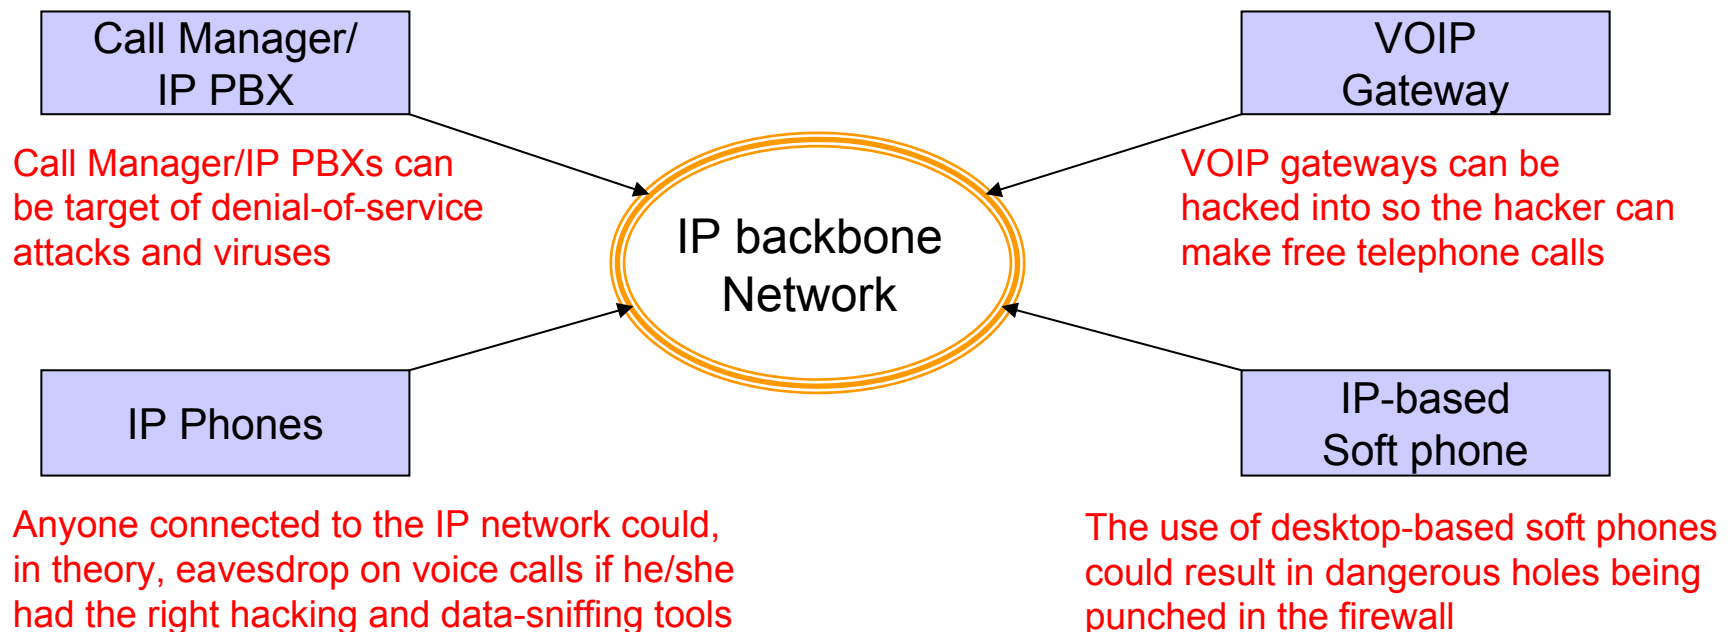 Call Manager/
IP PBX
VOIP
Gateway
Call Manager/IP PBXs can
be target of denial-of-service
attacks and viruses
VOIP gateways can be
hacked into so the hacker can
make free telephone calls
IP backbone
Network
IP Phones
IP-based
Soft phone
Anyone connected to the IP network could,
in theory, eavesdrop on voice calls if he/she
had the right hacking and data-sniffing tools
The use of desktop-based soft phones
could result in dangerous holes being
punched in the firewall